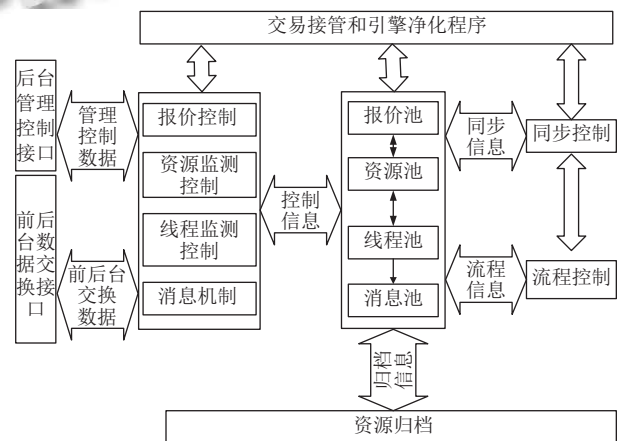 交易接管和引擎净化程序
后台
管理
控制
接口
管理
控制
数据
报价控制
资源监测
控制
线程监测
控制
消息机制
前后
台数
据交
换接
口
前后台
交换
数据
控制
信息
报价池
资源池
线程池
消息池
同步
信息
同步控制
流程
信息
流程控制
归档
信息
资源归档